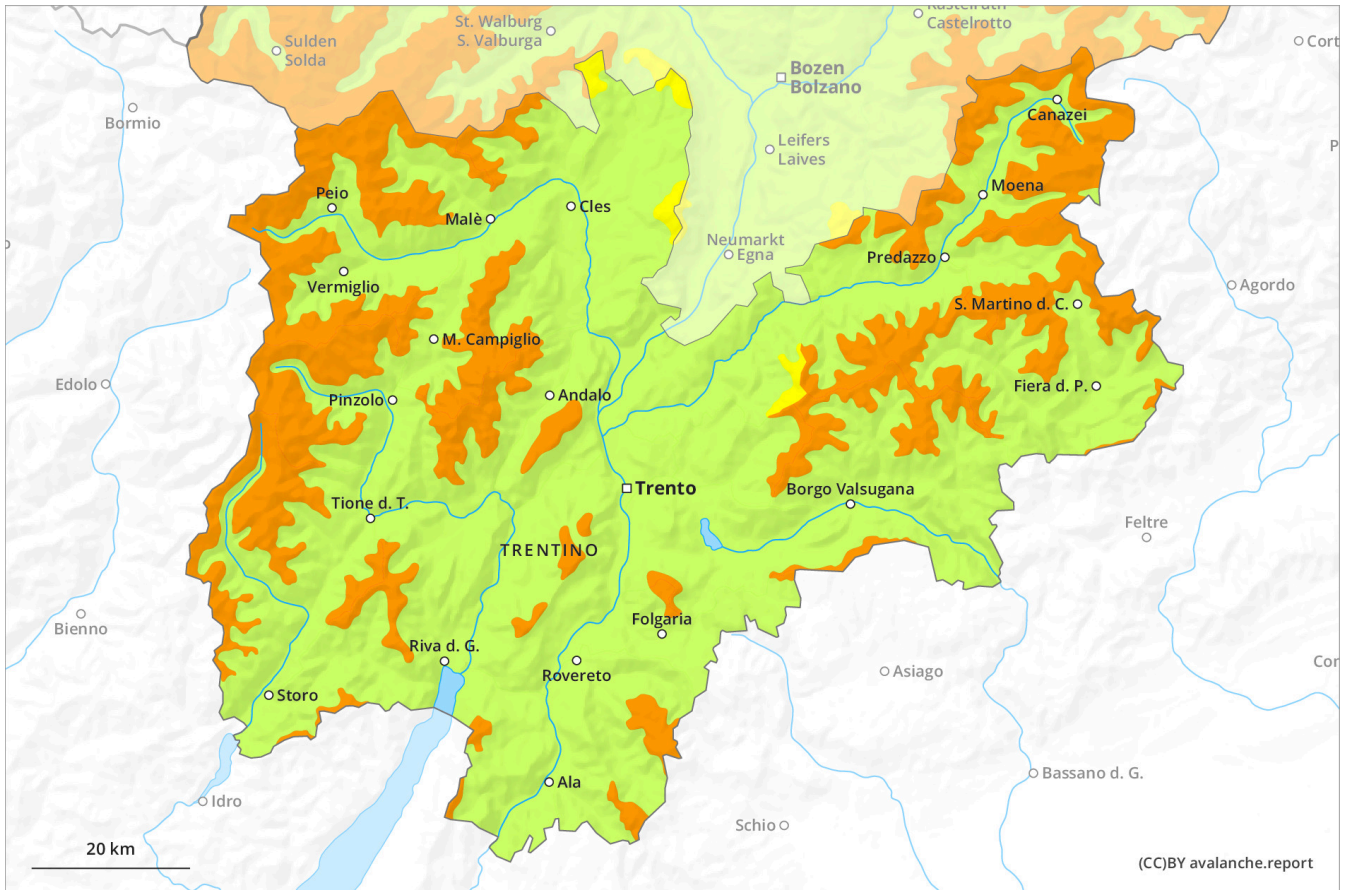 St. Walburg
S. Valburga
Kastelruth
Castelrotto
Sulden
Solda
Cort
Bozen
Bolzano
Bormio
Canazei
Leifers
Laives
P
Peio
Moena
Malè
Cles
Neumarkt
Egna
Predazzo
Vermiglio
Agordo
S. Martino d. C.
M. Campiglio
Edolo
Fiera d. P.
Andalo
Pinzolo
Trento
Borgo Valsugana
Tione d. T.
Feltre
TRENTINO
Bienno
Folgaria
Riva d. G.
Asiago
Cor
Rovereto
Storo
Bassano d. G.
Ala
Idro
Schio
20 km
(CC)BY avalanche.report